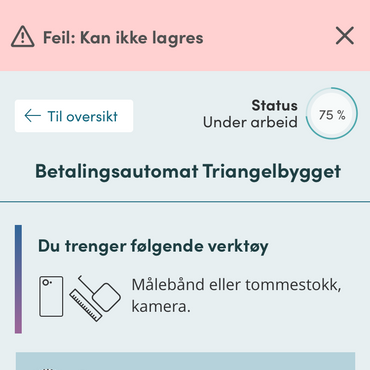 Feil: Kan ikke lagres
Til oversikt
Status
Under arbeid
75 %
Betalingsautomat Triangelbygget
Du trenger følgende verktøy
Målebånd eller tommestokk,
kamera.